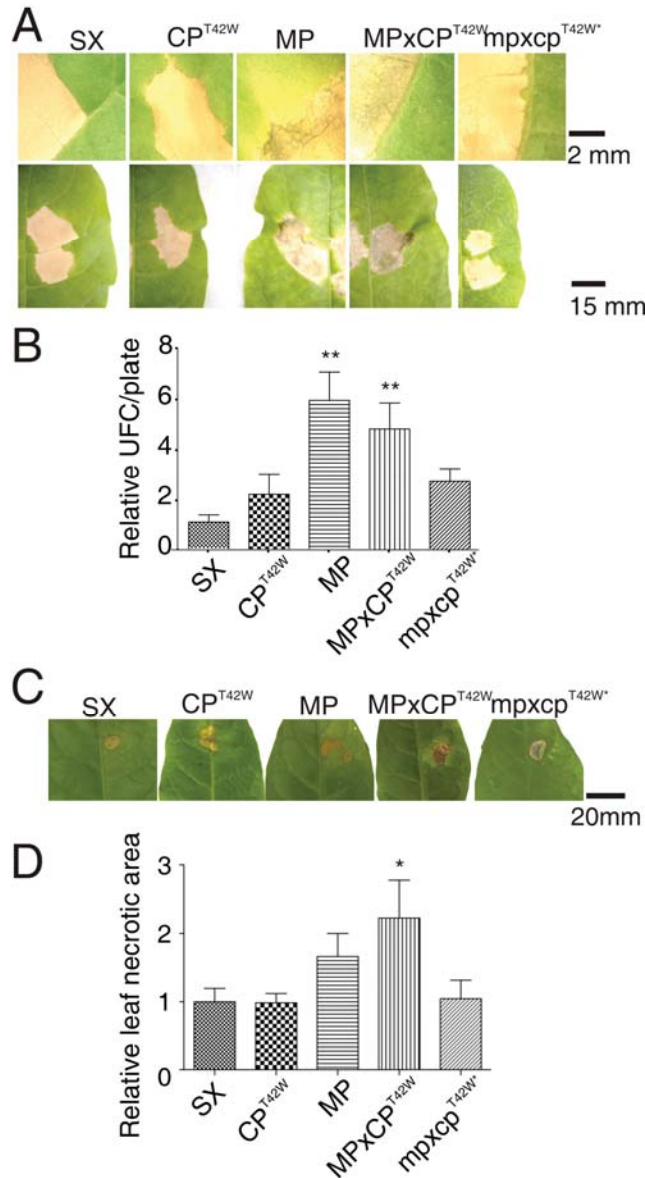 A
SX CP^T42W MP MPxCP^T42W mpxcp^T42W*
2 mm
15 mm
B
Relative UFC/plate
8
6
4
2
0
** **
SX CP^T42W MP MPxCP^T42W mpxcp^T42W*
C
SX CP^T42W MP MPxCP^T42W mpxcp^T42W*
20mm
D
Relative leaf necrotic area
3
2
1
0
*
SX CP^T42W MP MPxCP^T42W mpxcp^T42W*